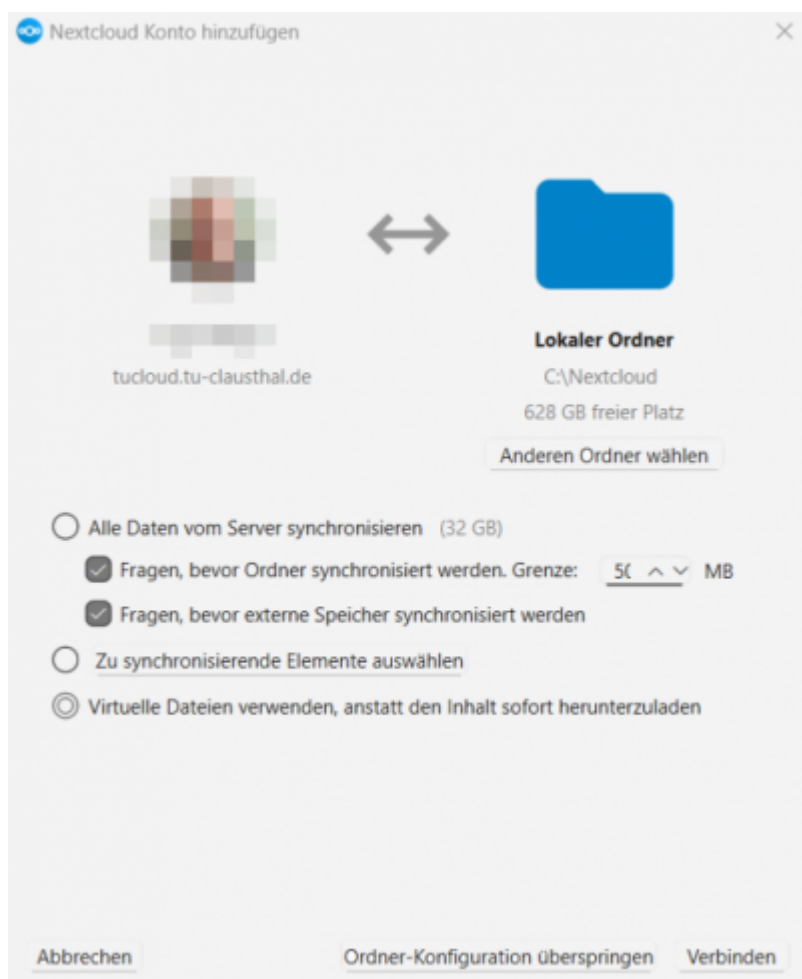 Nextcloud Konto hinzufügen
tucloud.tu-clausthal.de
Lokaler Ordner
C:\Nextcloud
628 GB freier Platz
Anderen Ordner wählen
Alle Daten vom Server synchronisieren (32 GB)
Fragen, bevor Ordner synchronisiert werden. Grenze: MB
Fragen, bevor externe Speicher synchronisiert werden
Zu synchronisierende Elemente auswählen
Virtuelle Dateien verwenden, anstatt den Inhalt sofort herunterzuladen
Abbrechen Ordner-Konfiguration überspringen Verbinden